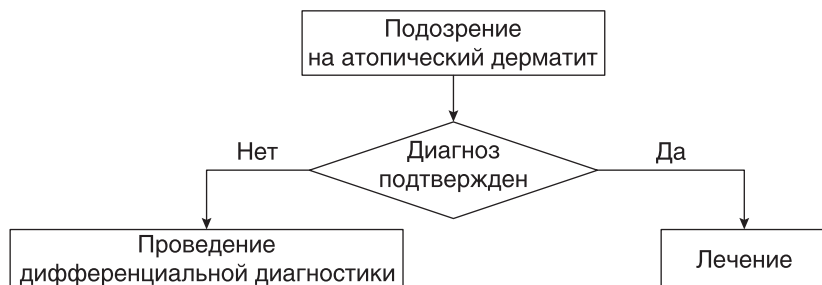 Подозрение
на атопический дерматит
Диагноз
подтвержден
Нет
Да
Проведение
дифференциальной диагностики
Лечение